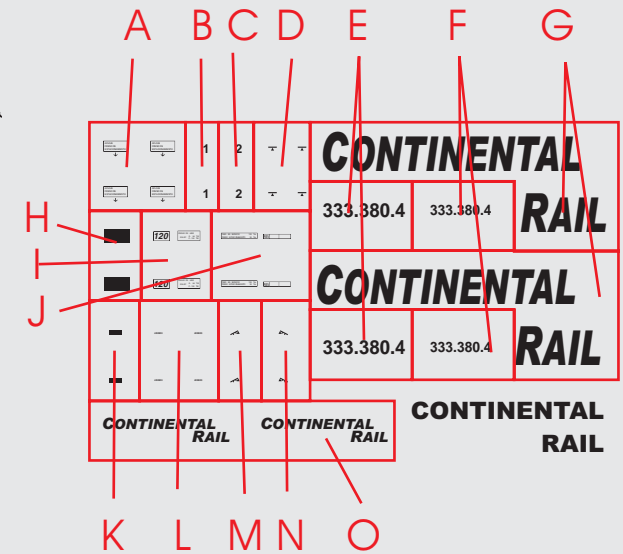 A B C D E F G
1 2
CONTINENTAL
1 2
333.380.4 333.380.4 RAIL
H
I
120
J
120
CONTINENTAL
333.380.4 333.380.4 RAIL
CONTINENTAL
RAIL
CONTINENTAL
RAIL
CONTINENTAL
RAIL
K L M N O